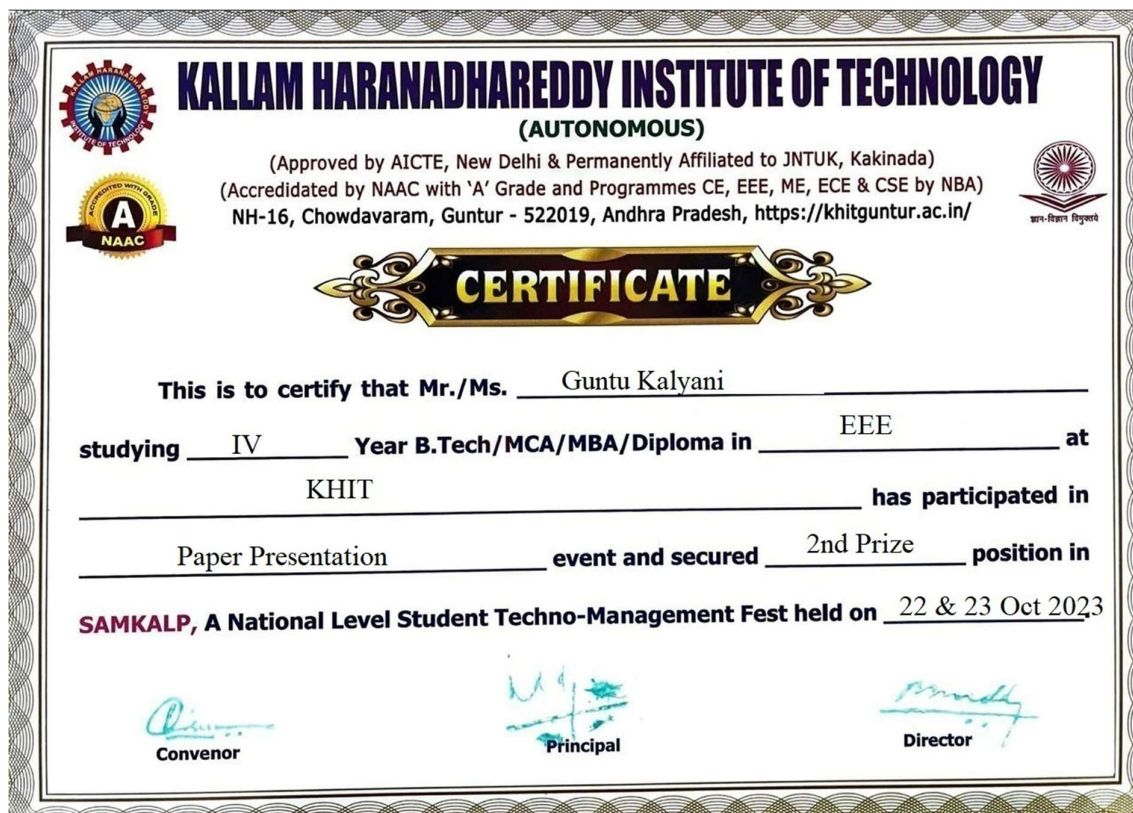 KALLAM HARANADHAREDDY INSTITUTE OF TECHNOLOGY
(AUTONOMOUS)
(Approved by AICTE, New Delhi & Permanently Affiliated to JNTUK, Kakinada)
(Accredidated by NAAC with 'A' Grade and Programmes CE, EEE, ME, ECE & CSE by NBA)
NH-16, Chowdavaram, Guntur - 522019, Andhra Pradesh, https://khitguntur.ac.in/
KALLAM HARANADHAREDDY
INSTITUTE OF TECHNOLOGY
ACCREDITED WITH GRADE
A
NAAC
ज्ञान-विज्ञान विमुक्तये
CERTIFICATE
This is to certify that Mr./Ms. Guntu Kalyani
studying IV Year B.Tech/MCA/MBA/Diploma in EEE at
KHIT has participated in
Paper Presentation event and secured 2nd Prize position in
SAMKALP, A National Level Student Techno-Management Fest held on 22 & 23 Oct 2023.
Convenor Principal Director